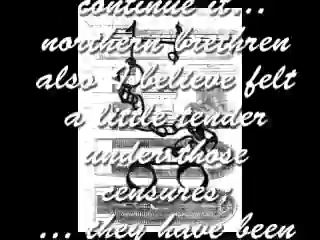 continue it...
northern brethren
also I believe felt
a little tender
under those
censures
... they have been